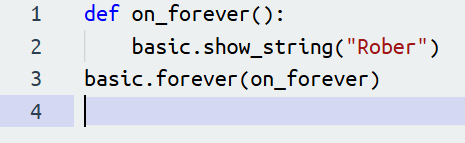 1 def on_forever():
2     basic.show_string("Rober")
3 basic.forever(on_forever)
4